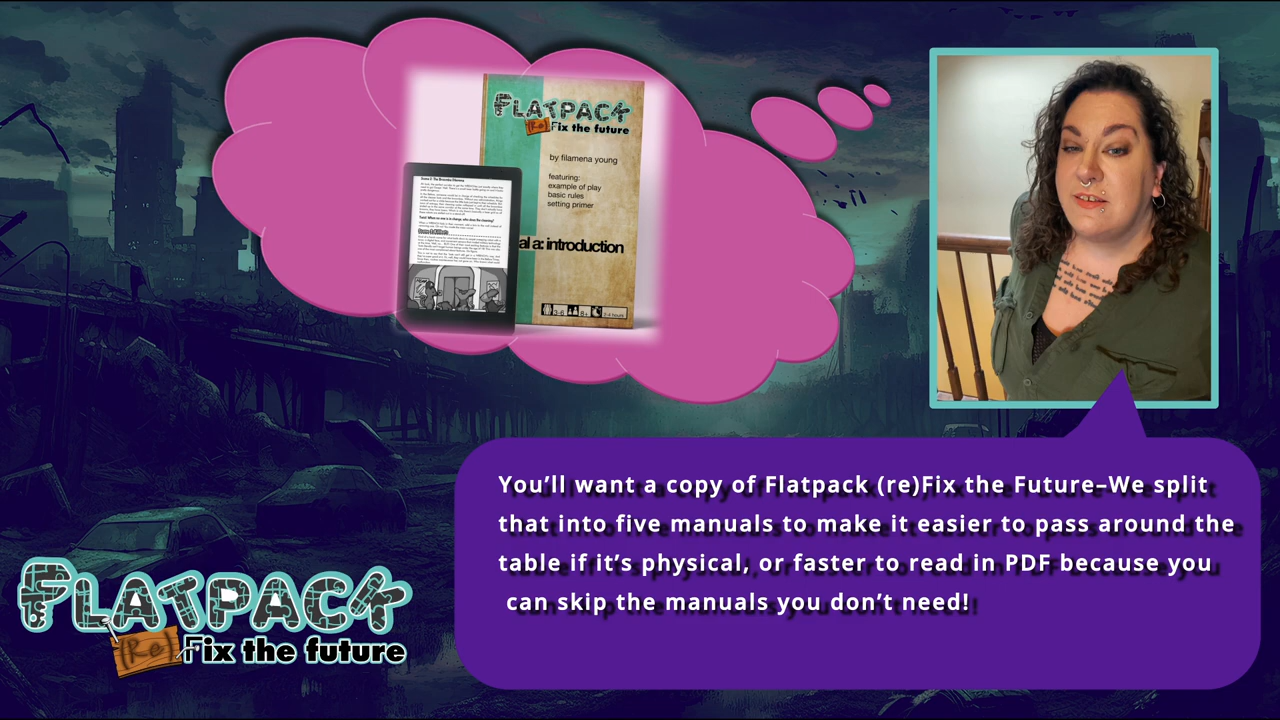 FLATPACK
(Re) Fix the future
by filamena young
featuring:
example of play
basic rules
setting primer
al a: introduction
2-4 hours
You'll want a copy of Flatpack (re)Fix the Future–We split
that into five manuals to make it easier to pass around the
table if it's physical, or faster to read in PDF because you
can skip the manuals you don't need!
FLATPACK
(Re) Fix the future